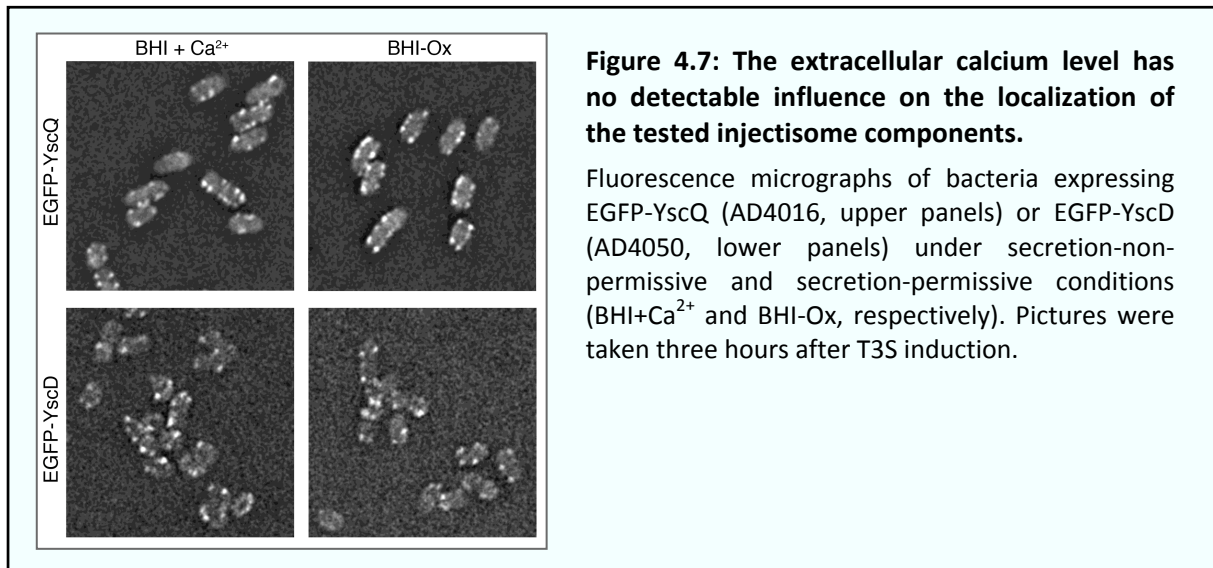 BHI + Ca²⁺
BHI-Ox
EGFP-YscQ
EGFP-YscD
Figure 4.7: The extracellular calcium level has
no detectable influence on the localization of
the tested injectisome components.
Fluorescence micrographs of bacteria expressing
EGFP-YscQ (AD4016, upper panels) or EGFP-YscD
(AD4050, lower panels) under secretion-non-
permissive and secretion-permissive conditions
(BHI+Ca²⁺ and BHI-Ox, respectively). Pictures were
taken three hours after T3S induction.